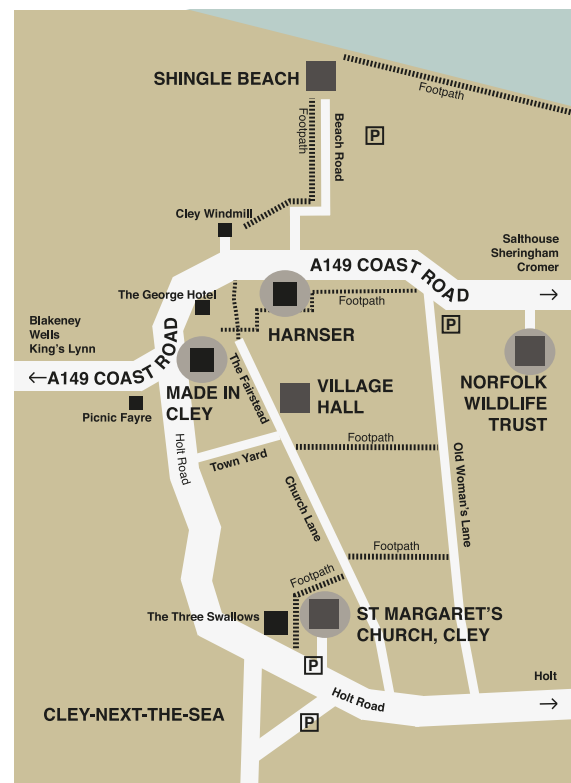 SHINGLE BEACH
Footpath
Footpath
Beach Road
P
Cley Windmill
Salthouse
Sheringham
Cromer
→
A149 COAST ROAD
The George Hotel
Footpath
HARNSER
P
Blakeney
Wells
King's Lynn
←A149 COAST ROAD
MADE IN
CLEY
The Fairstead
VILLAGE
HALL
NORFOLK
WILDLIFE
TRUST
Picnic Fayre
Holt Road
Town Yard
Footpath
Old Woman's Lane
Church Lane
Footpath
Footpath
The Three Swallows
ST MARGARET'S
CHURCH, CLEY
P
Holt Road
Holt
→
CLEY-NEXT-THE-SEA
P